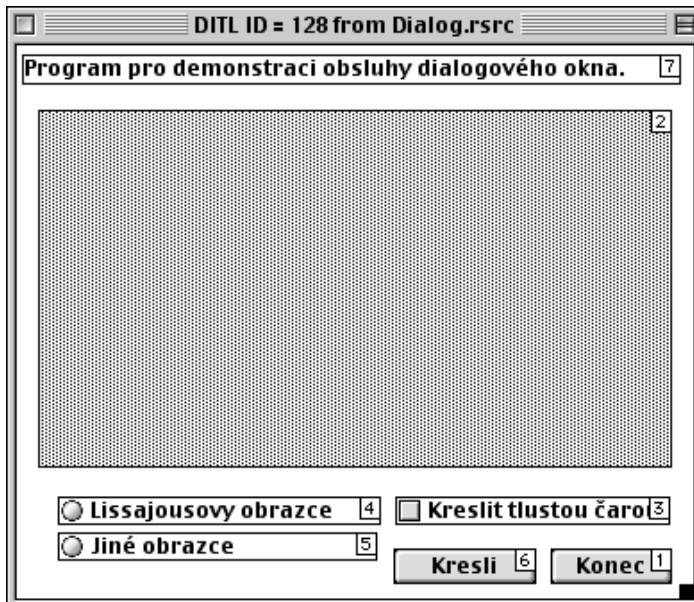 DITL ID = 128 from Dialog.rsrc
Program pro demonstraci obsluhy dialogového okna. 7
2
Lissajousovy obrazce 4
Kreslit tlustou čarou 3
Jiné obrazce 5
Kresli 6
Konec 1